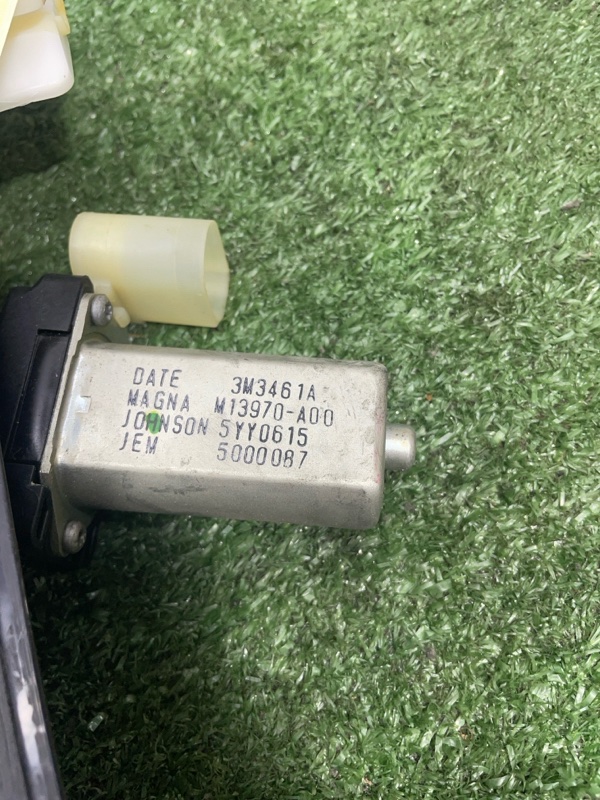 DATE 3M3461A
MAGNA M13970-A00
JOHNSON 5YY0615
JEM 5000087